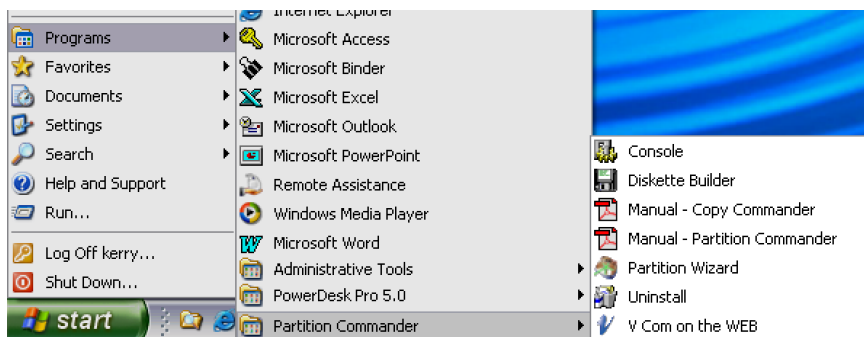 Programs
Favorites
Documents
Settings
Search
Help and Support
Run...
Log Off kerry...
Shut Down...
start
Internet Explorer
Microsoft Access
Microsoft Binder
Microsoft Excel
Microsoft Outlook
Microsoft PowerPoint
Remote Assistance
Windows Media Player
Microsoft Word
Administrative Tools
PowerDesk Pro 5.0
Partition Commander
Console
Diskette Builder
Manual - Copy Commander
Manual - Partition Commander
Partition Wizard
Uninstall
V Com on the WEB